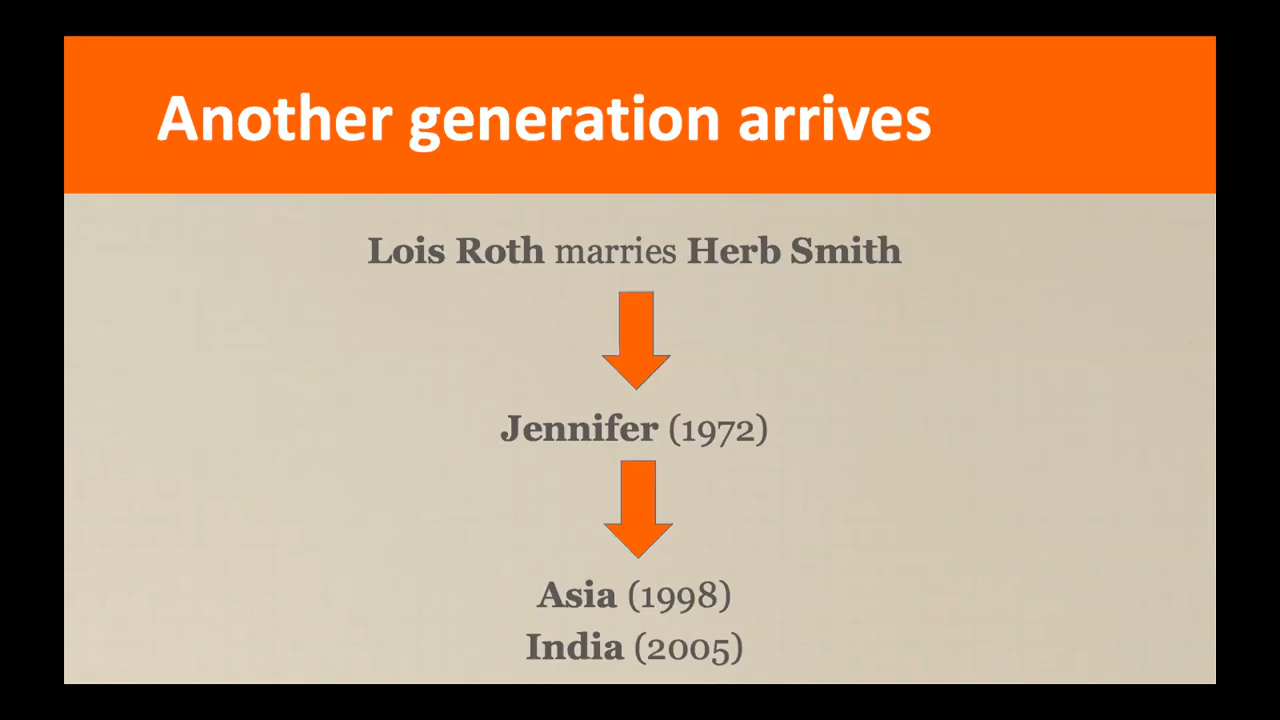 Another generation arrives
Lois Roth marries Herb Smith
Jennifer (1972)
Asia (1998)
India (2005)